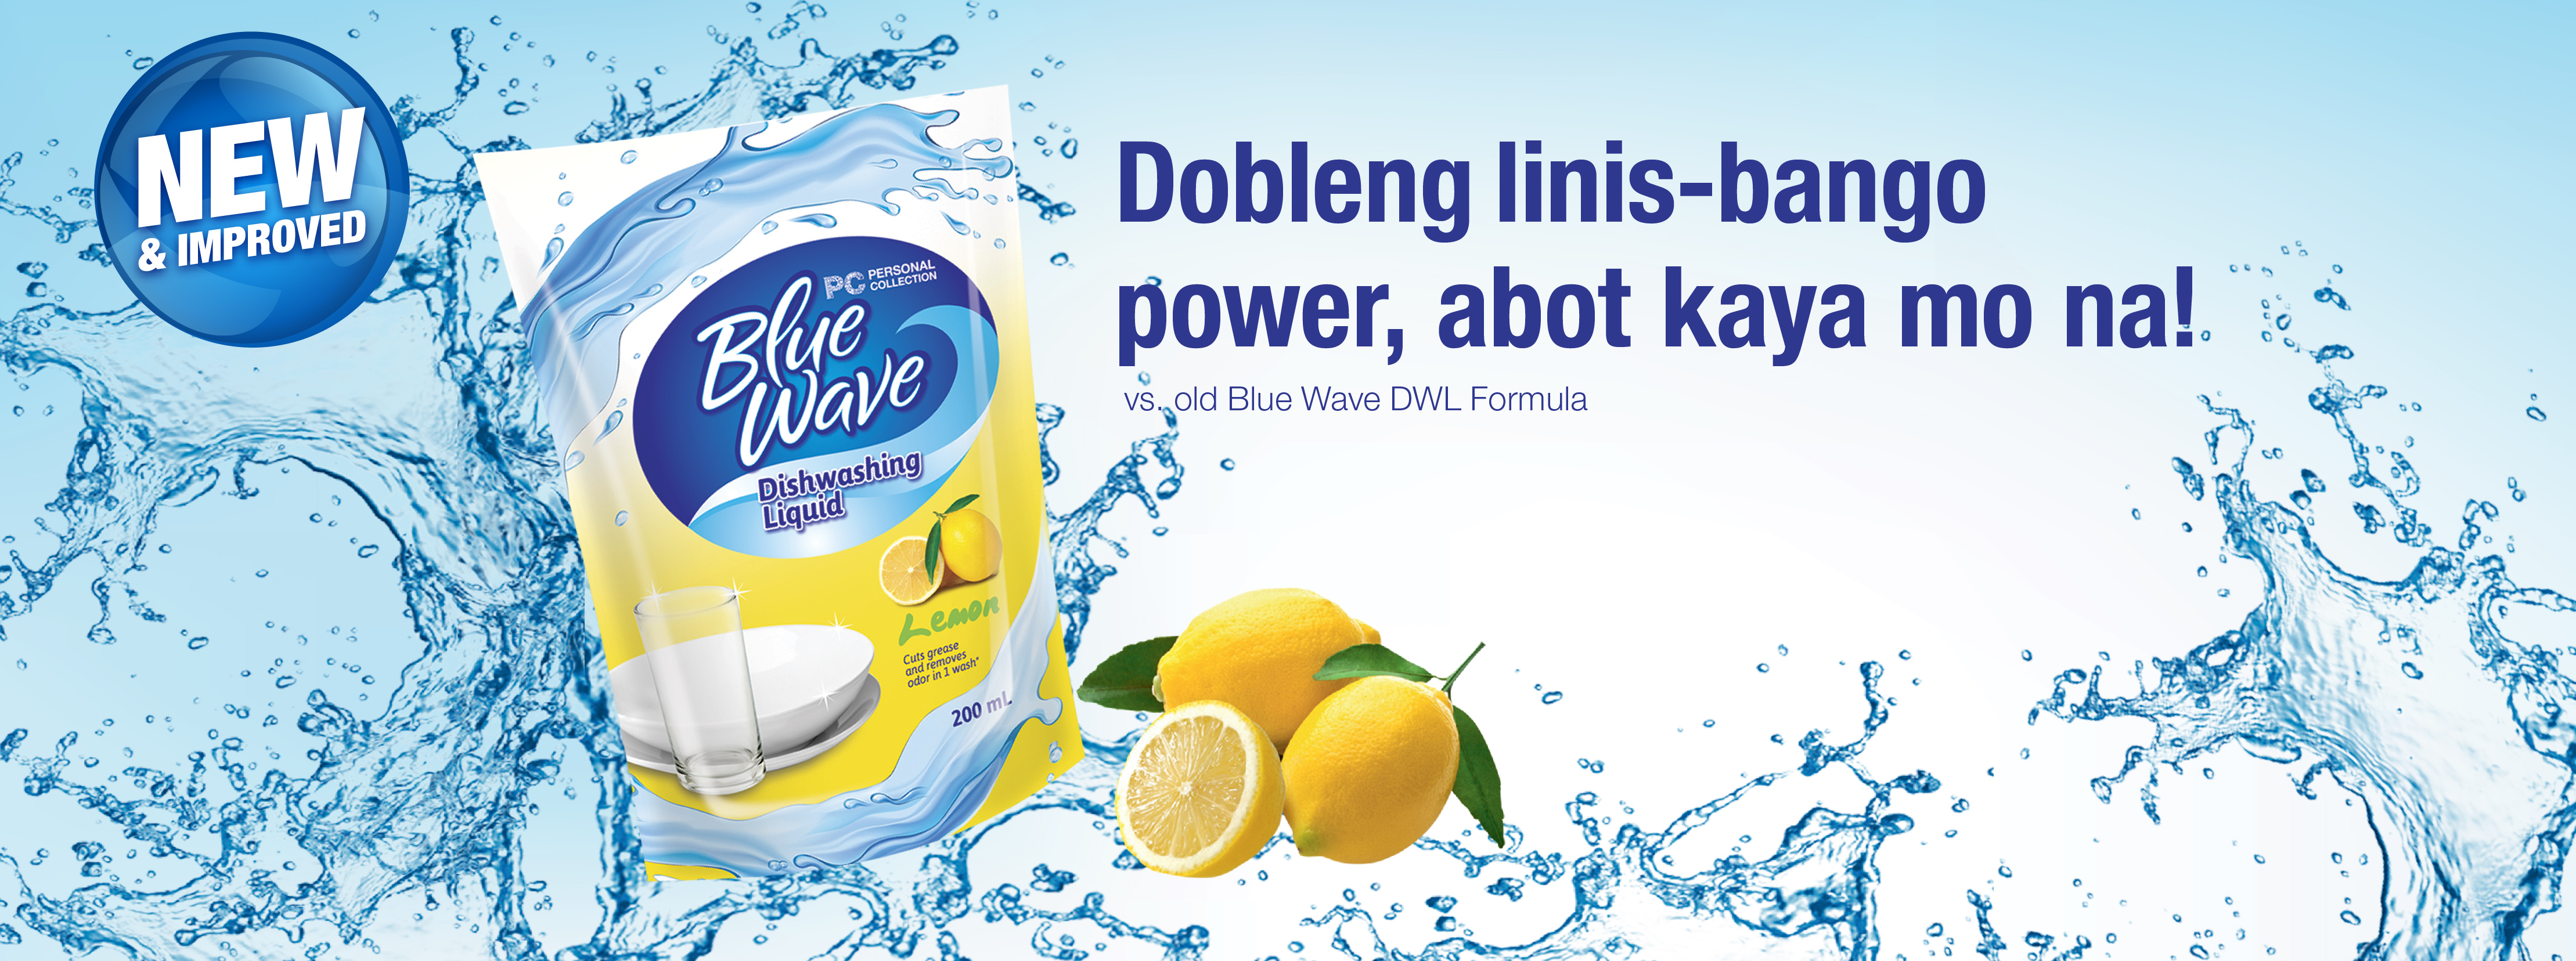 NEW
& IMPROVED
PC PERSONAL
COLLECTION
Blue
Wave
Dishwashing
Liquid
Lemon
Cuts grease
and removes
odor in 1 wash*
200 mL
Dobleng linis-bango
power, abot kaya mo na!
vs. old Blue Wave DWL Formula